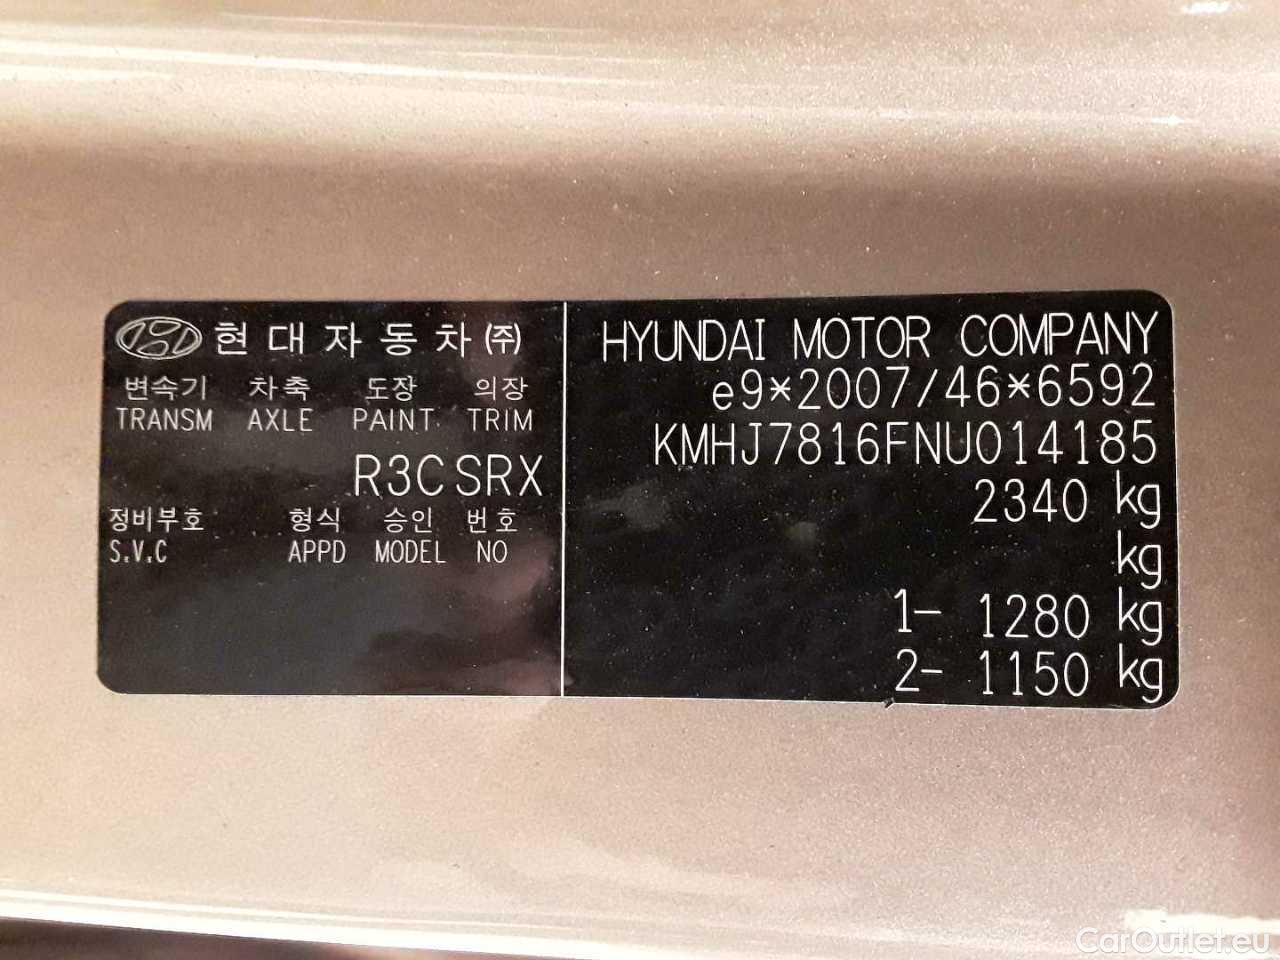 현대자동차㈜
변속기 차축 도장 의장
TRANSM AXLE PAINT TRIM
R3C SRX
정비부호 형식 승인 번호
S.V.C APPD MODEL NO
HYUNDAI MOTOR COMPANY
e9*2007/46*6592
KMHJ7816FNU014185
2340 kg
kg
1- 1280 kg
2- 1150 kg
CarOutlet.eu